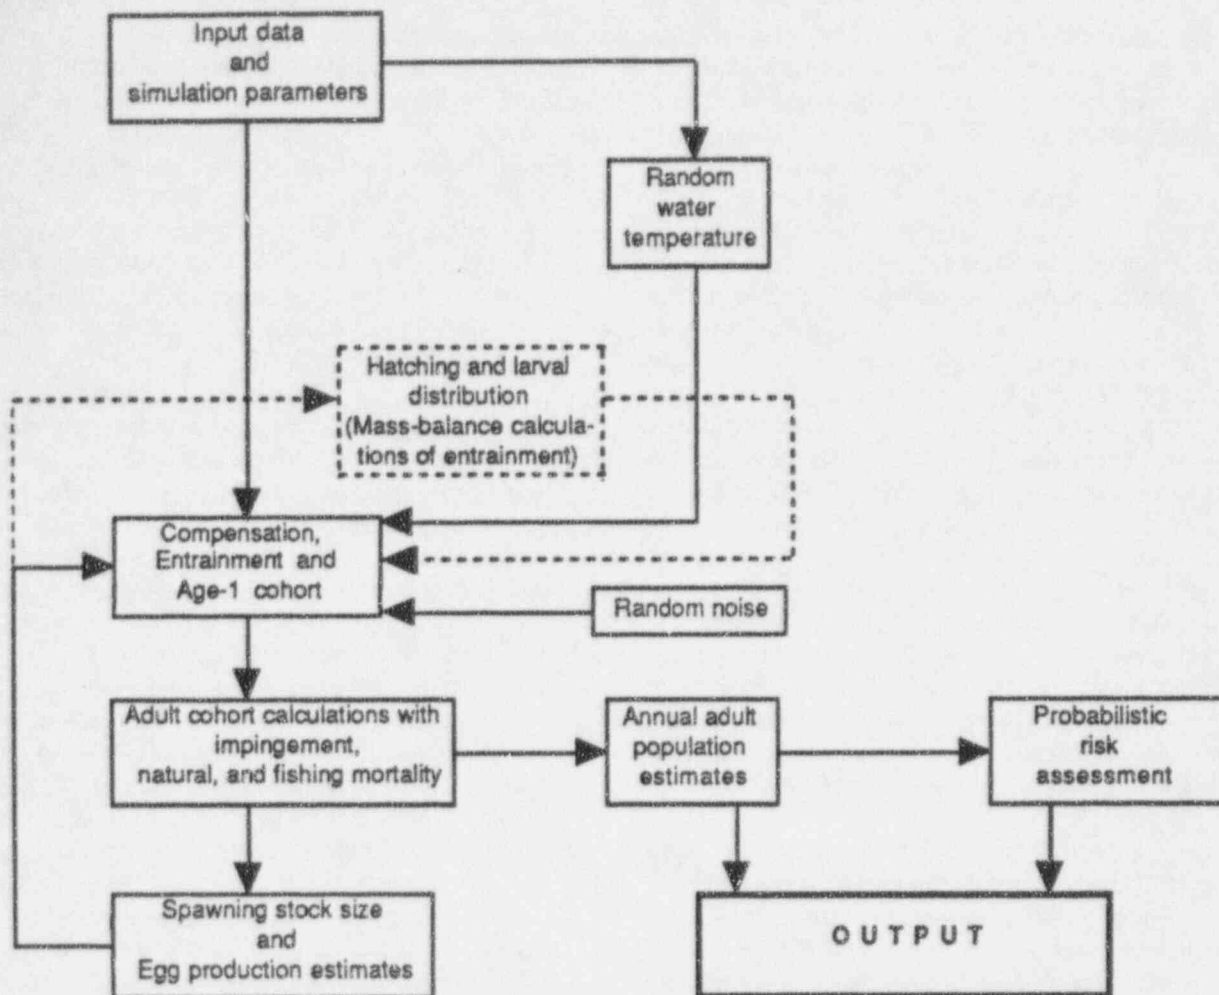 Input data
and
simulation parameters
Random
water
temperature
Hatching and larval
distribution
(Mass-balance calcula-
tions of entrainment)
Compensation,
Entrainment and
Age-1 cohort
Random noise
Adult cohort calculations with
impingement,
natural, and fishing mortality
Annual adult
population
estimates
Probabilistic
risk
assessment
Spawning stock size
and
Egg production estimates
OUTPUT